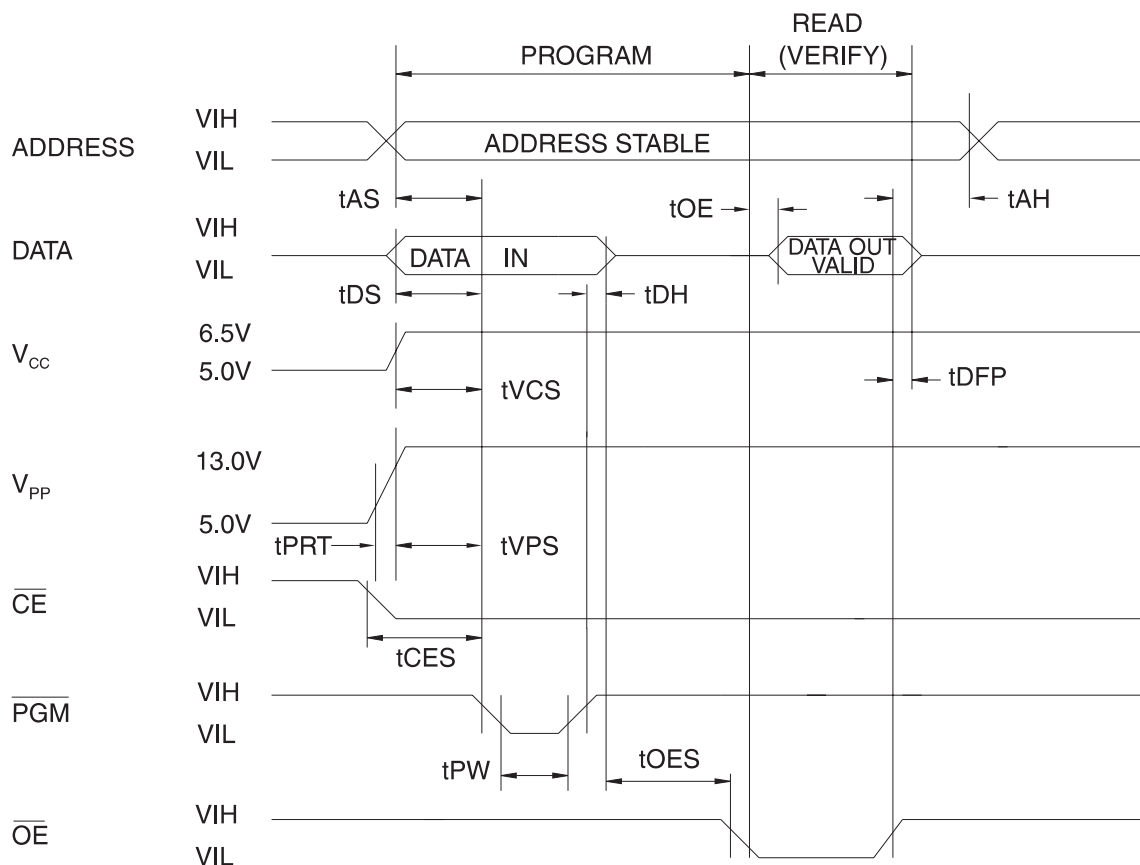 READ
PROGRAM (VERIFY)
ADDRESS VIH
VIL
ADDRESS STABLE
tAS tOE tAH
DATA VIH
VIL
DATA IN DATA OUT
VALID
tDS tDH
VCC 6.5V
5.0V
tVCS tDFP
VPP 13.0V
5.0V
tPRT tVPS
CE VIH
VIL
tCES
PGM VIH
VIL
tPW tOES
OE VIH
VIL